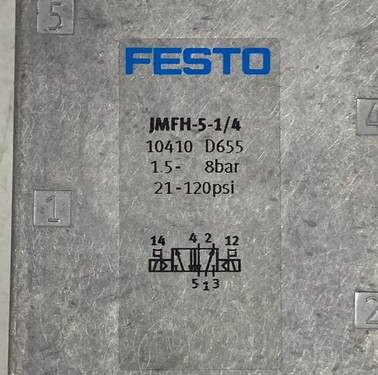 5
FESTO
JMFH-5-1/4
4
10410 D655
1.5- 8bar
21-120psi
1
14 4 2 12
5 1 3
2